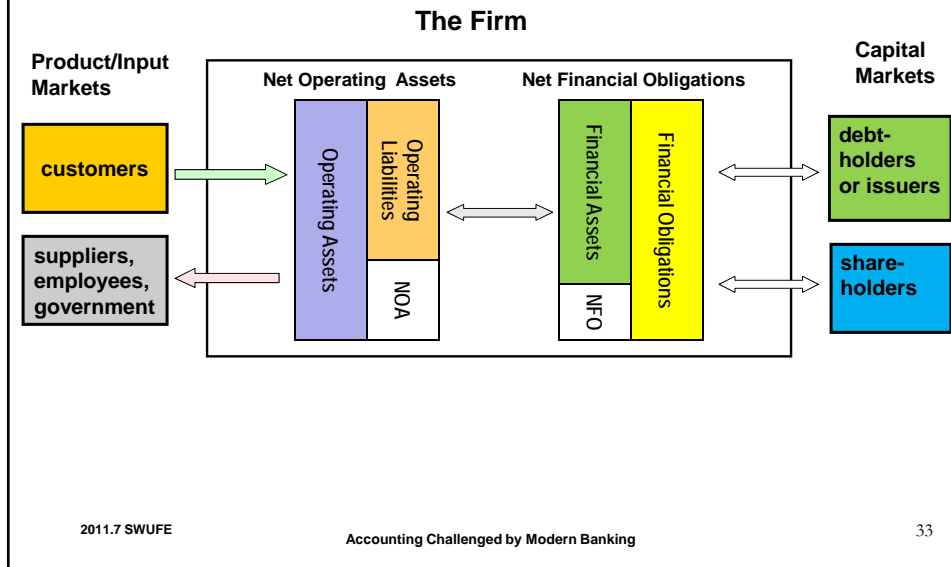 The Firm
Product/Input
Markets
Capital
Markets
Net Operating Assets
Net Financial Obligations
customers
suppliers,
employees,
government
Operating Assets
Operating
Liabilities
NOA
Financial Assets
NFO
Financial Obligations
debt-
holders
or issuers
share-
holders
2011.7 SWUFE
Accounting Challenged by Modern Banking
33